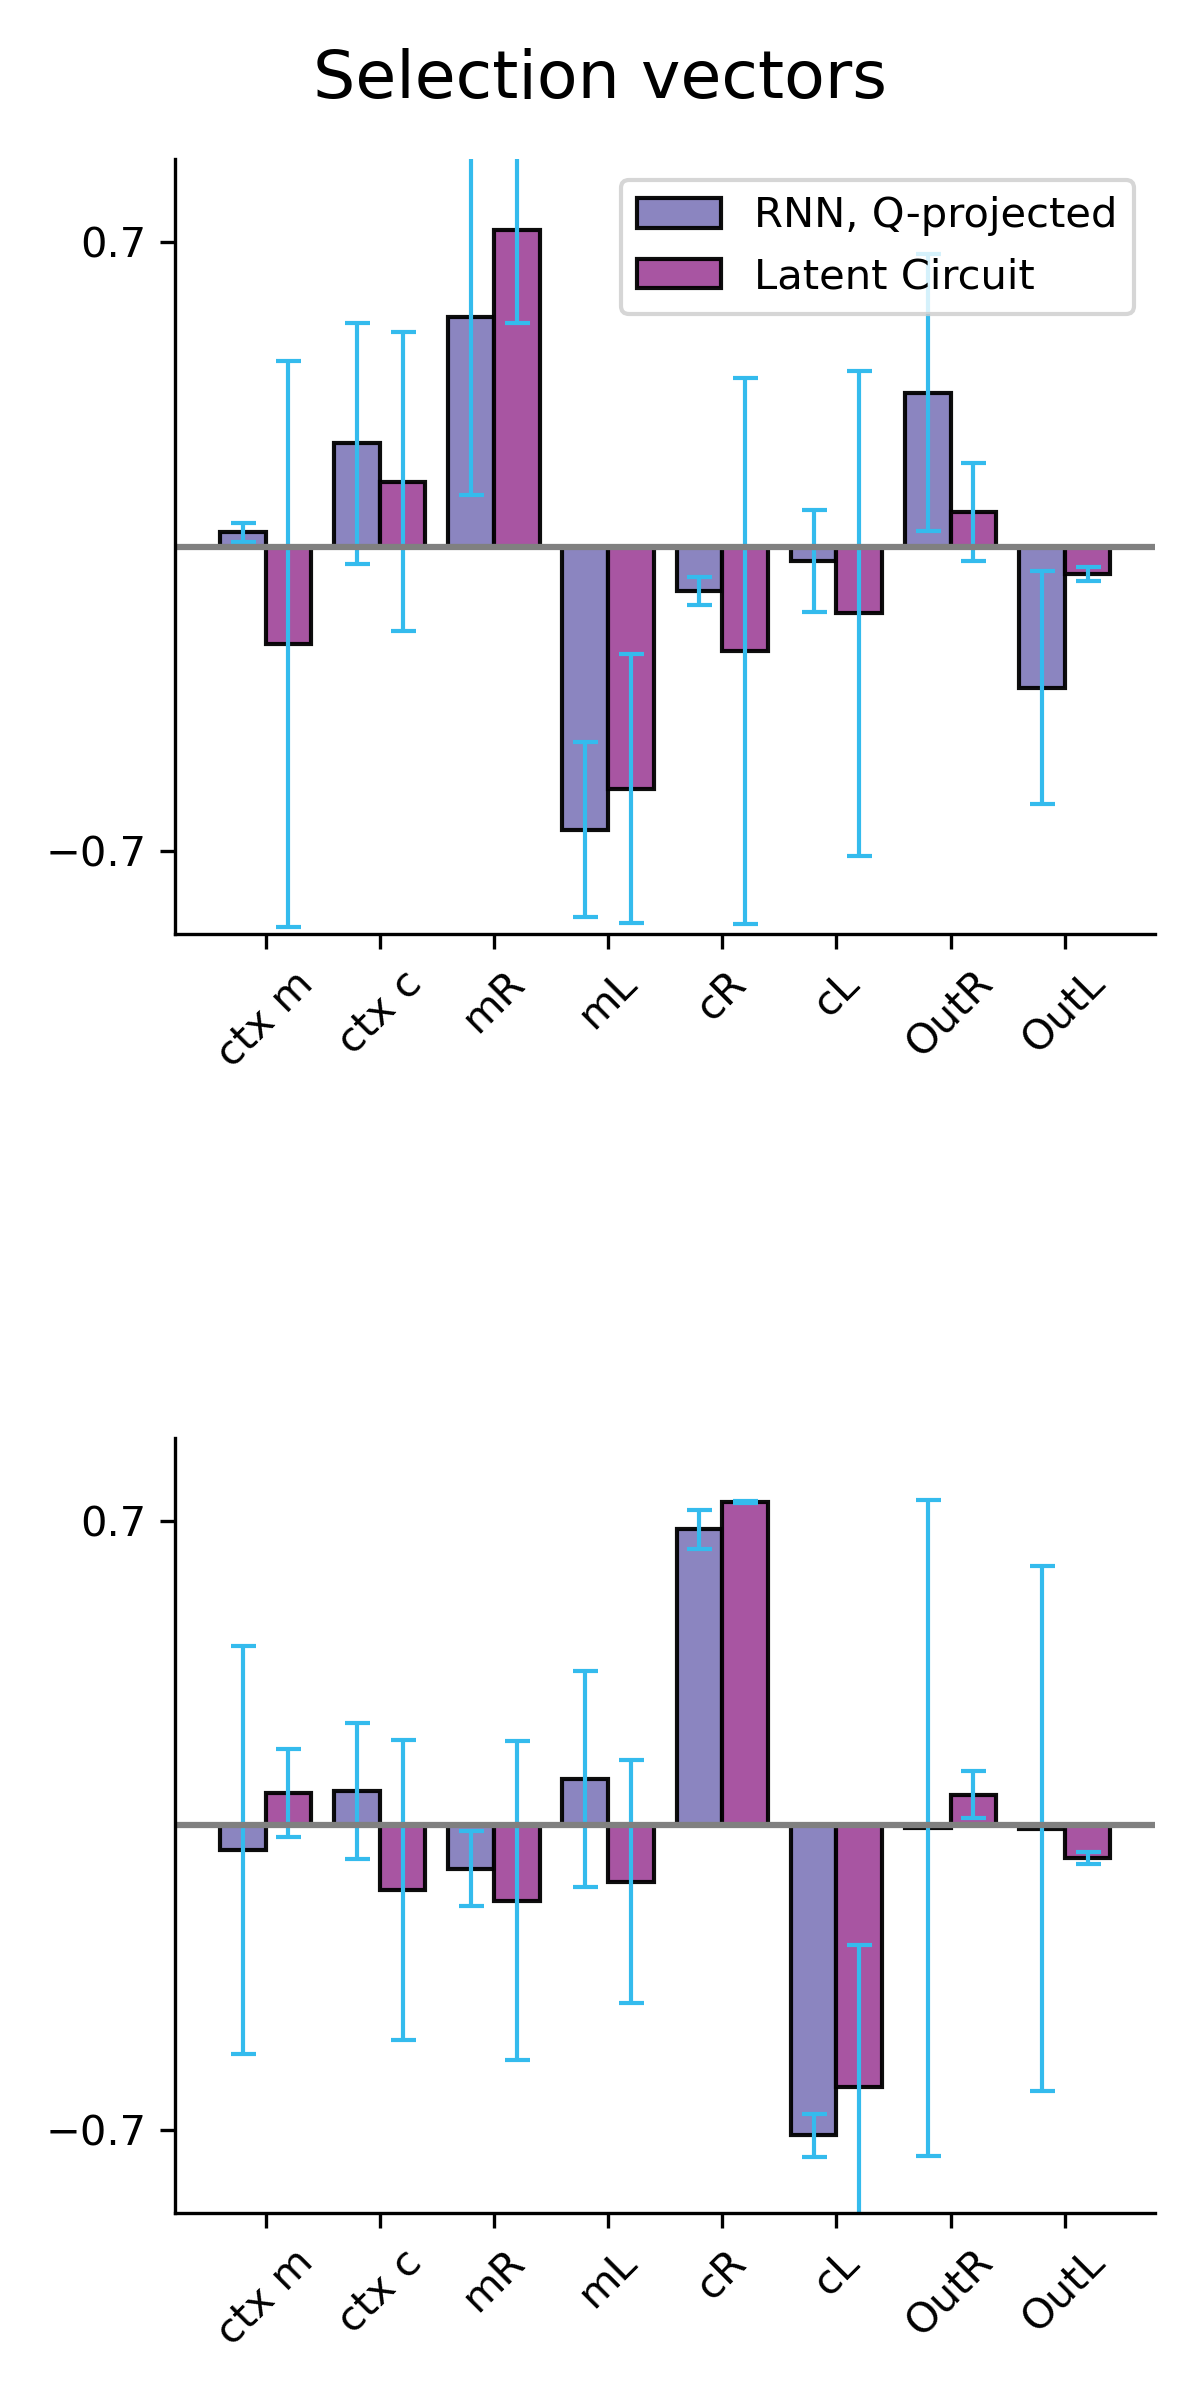 Selection vectors
0.7
−0.7
RNN, Q-projected
Latent Circuit
ctx m
ctx c
mR
mL
cR
cL
OutR
OutL
0.7
−0.7
ctx m
ctx c
mR
mL
cR
cL
OutR
OutL